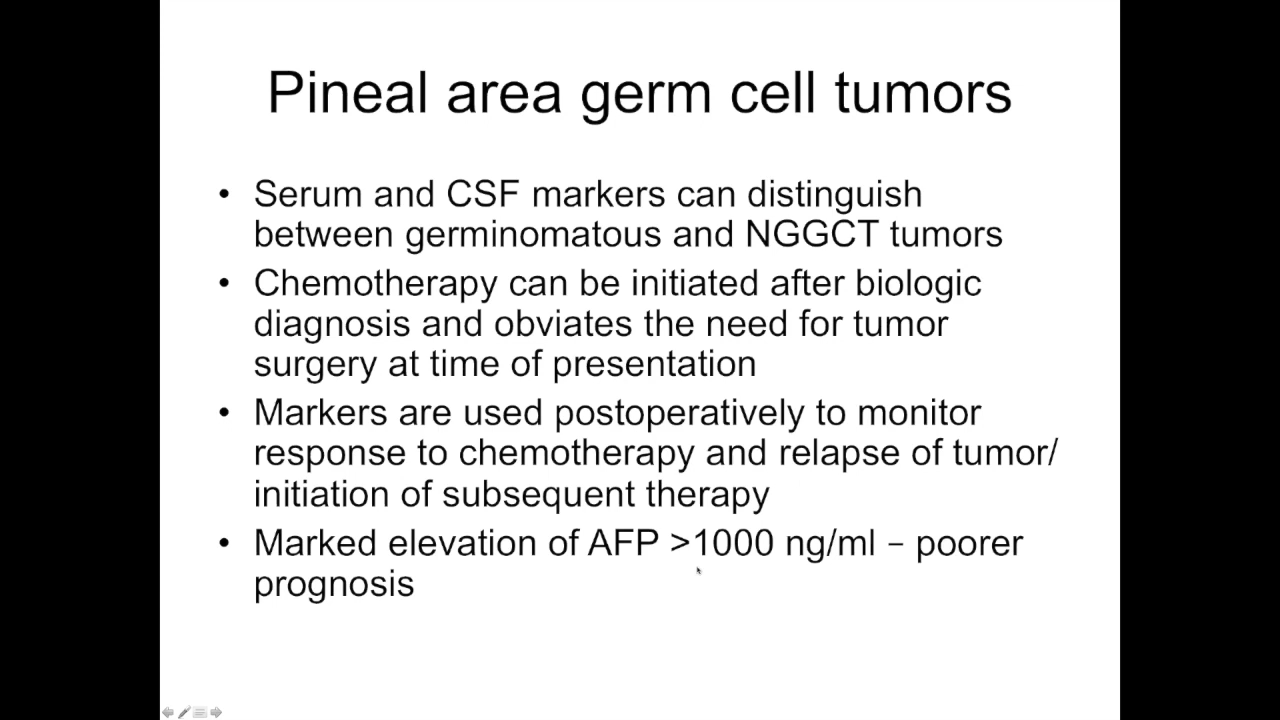 Pineal area germ cell tumors
• Serum and CSF markers can distinguish
between germinomatous and NGGCT tumors
• Chemotherapy can be initiated after biologic
diagnosis and obviates the need for tumor
surgery at time of presentation
• Markers are used postoperatively to monitor
response to chemotherapy and relapse of tumor/
initiation of subsequent therapy
• Marked elevation of AFP >1000 ng/ml – poorer
prognosis